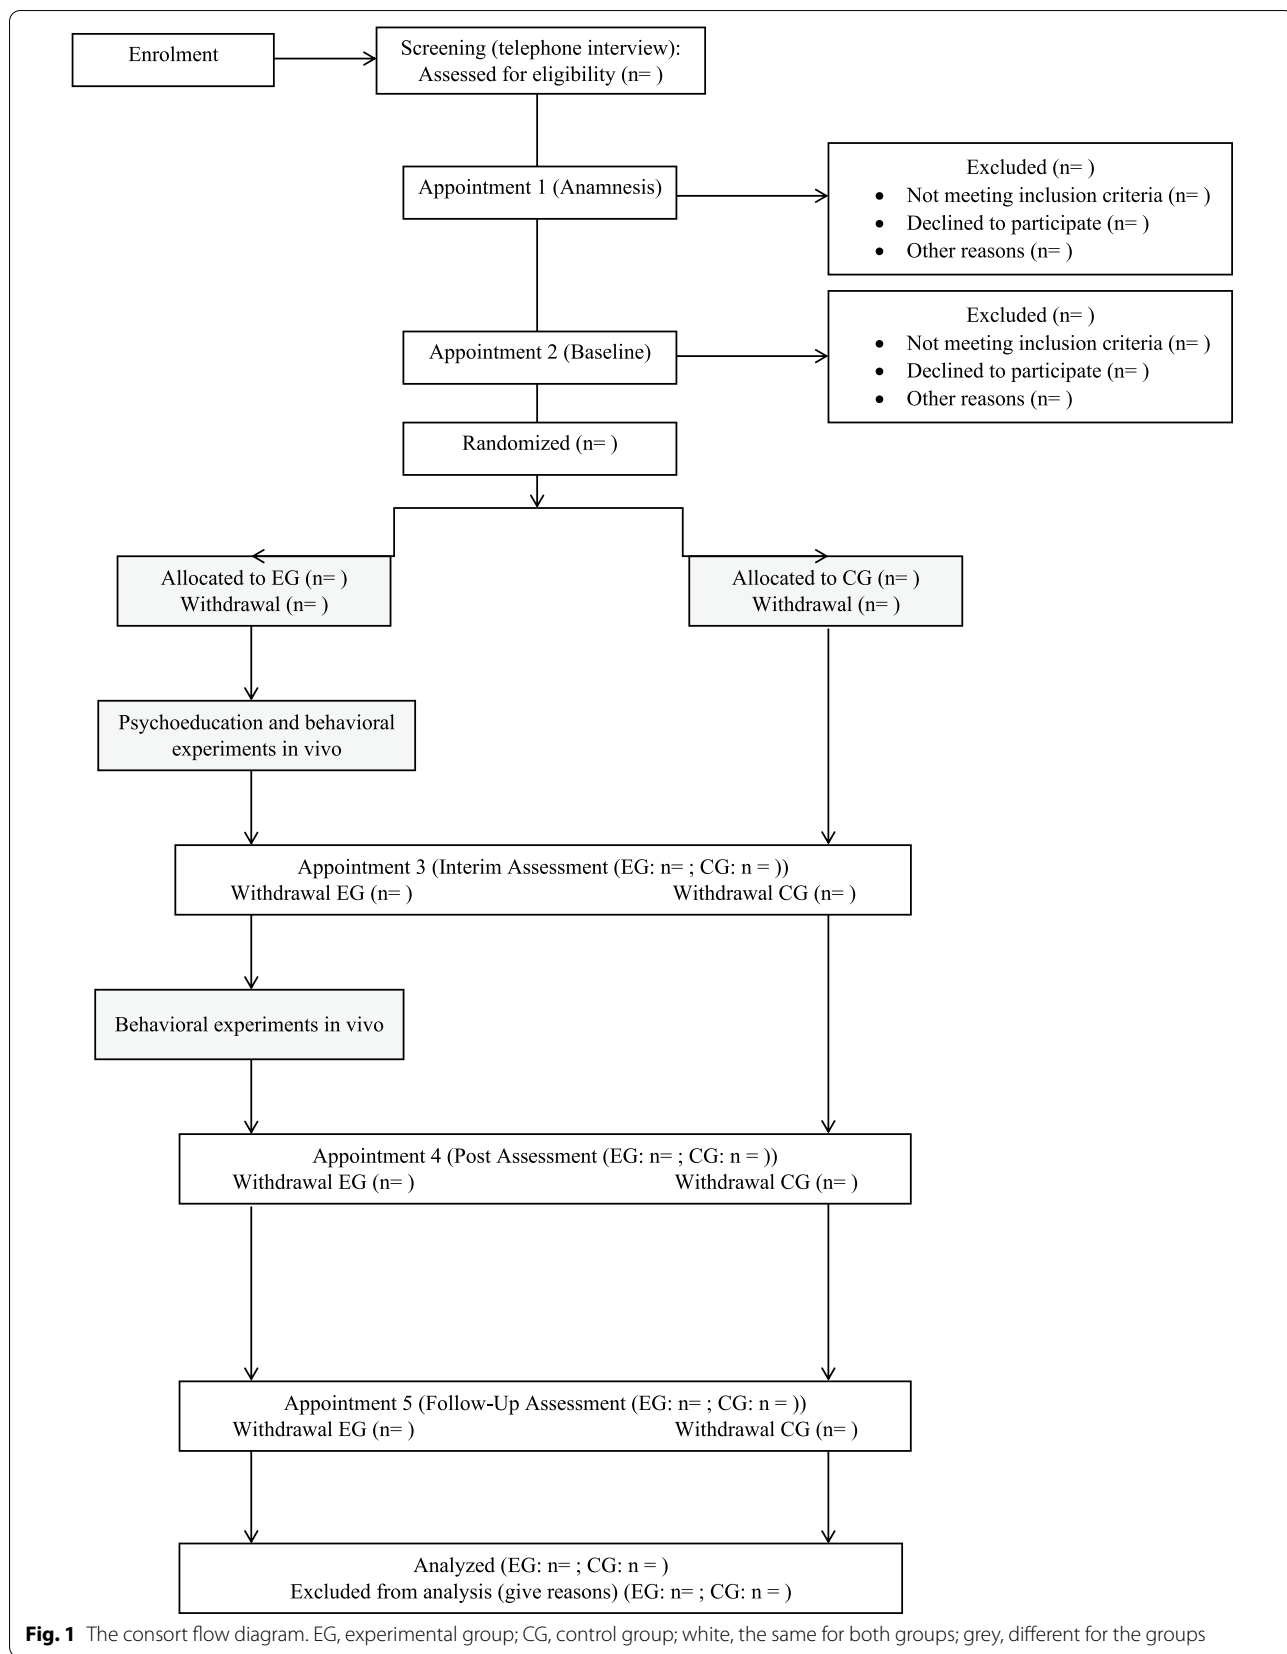 Enrolment
Screening (telephone interview):
Assessed for eligibility (n= )
Appointment 1 (Anamnesis)
Excluded (n= )
• Not meeting inclusion criteria (n= )
• Declined to participate (n= )
• Other reasons (n= )
Appointment 2 (Baseline)
Excluded (n= )
• Not meeting inclusion criteria (n= )
• Declined to participate (n= )
• Other reasons (n= )
Randomized (n= )
Allocated to EG (n= )
Withdrawal (n= )
Allocated to CG (n= )
Withdrawal (n= )
Psychoeducation and behavioral
experiments in vivo
Appointment 3 (Interim Assessment (EG: n= ; CG: n = ))
Withdrawal EG (n= ) Withdrawal CG (n= )
Behavioral experiments in vivo
Appointment 4 (Post Assessment (EG: n= ; CG: n = ))
Withdrawal EG (n= ) Withdrawal CG (n= )
Appointment 5 (Follow-Up Assessment (EG: n= ; CG: n = ))
Withdrawal EG (n= ) Withdrawal CG (n= )
Analyzed (EG: n= ; CG: n = )
Excluded from analysis (give reasons) (EG: n= ; CG: n = )
Fig. 1 The consort flow diagram. EG, experimental group; CG, control group; white, the same for both groups; grey, different for the groups